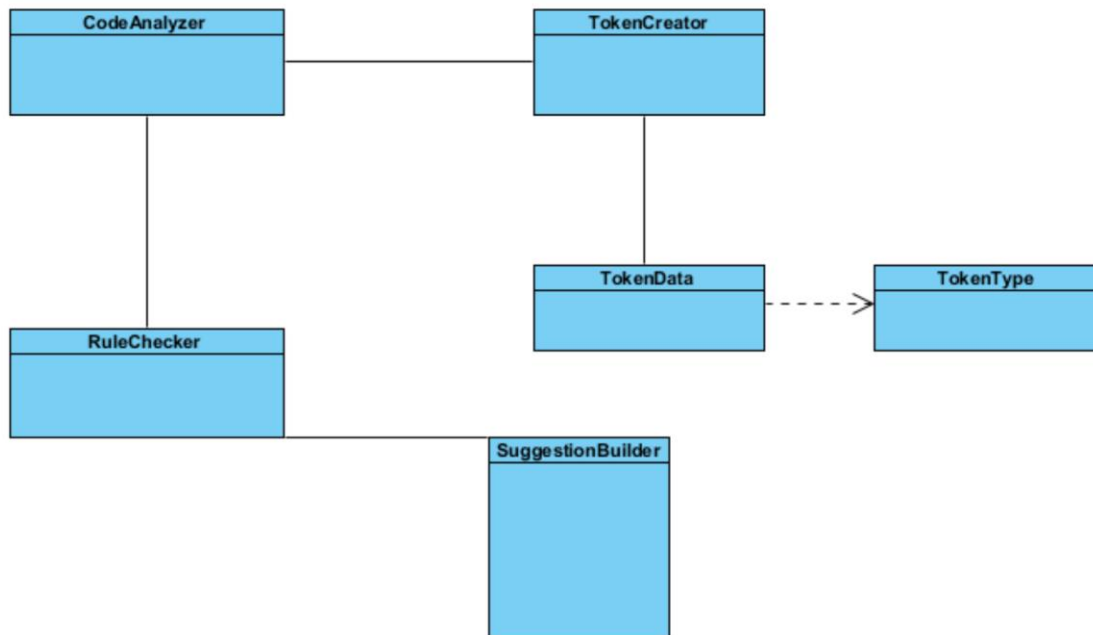 CodeAnalyzer
TokenCreator
TokenData
TokenType
RuleChecker
SuggestionBuilder